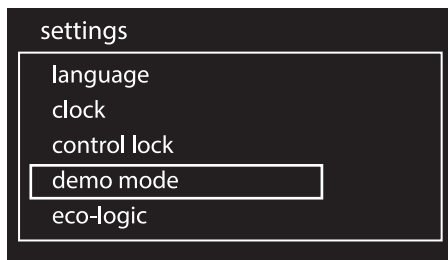 settings
language
clock
control lock
demo mode
eco-logic